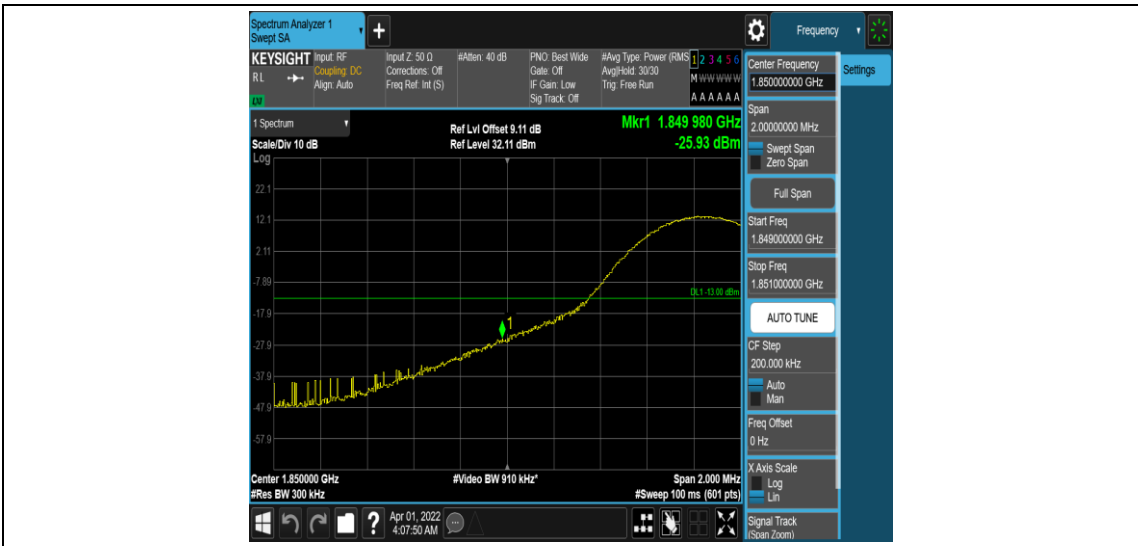 Spectrum Analyzer 1
Swept SA
+
Frequency
KEYSIGHT
RL
LXI
Input: RF
Coupling: DC
Align: Auto
Input Z: 50 Ω
Corrections: Off
Freq Ref: Int (S)
#Atten: 40 dB
PNO: Best Wide
Gate: Off
IF Gain: Low
Sig Track: Off
#Avg Type: Power (RMS
Avg|Hold: 30/30
Trig: Free Run
1 2 3 4 5 6
M W W W W W
A A A A A A
1 Spectrum
Scale/Div 10 dB
Log
Ref Lvl Offset 9.11 dB
Ref Level 32.11 dBm
Mkr1 1.849 980 GHz
-25.93 dBm
22.1
12.1
2.11
-7.89
-17.9
-27.9
-37.9
-47.9
-57.9
DL1 -13.00 dBm
1
Center 1.850000 GHz
#Res BW 300 kHz
#Video BW 910 kHz*
Span 2.000 MHz
#Sweep 100 ms (601 pts)
Center Frequency
1.850000000 GHz
Settings
Span
2.00000000 MHz
Swept Span
Zero Span
Full Span
Start Freq
1.849000000 GHz
Stop Freq
1.851000000 GHz
AUTO TUNE
CF Step
200.000 kHz
Auto
Man
Freq Offset
0 Hz
X Axis Scale
Log
Lin
Signal Track
(Span Zoom)
?
Apr 01, 2022
4:07:50 AM